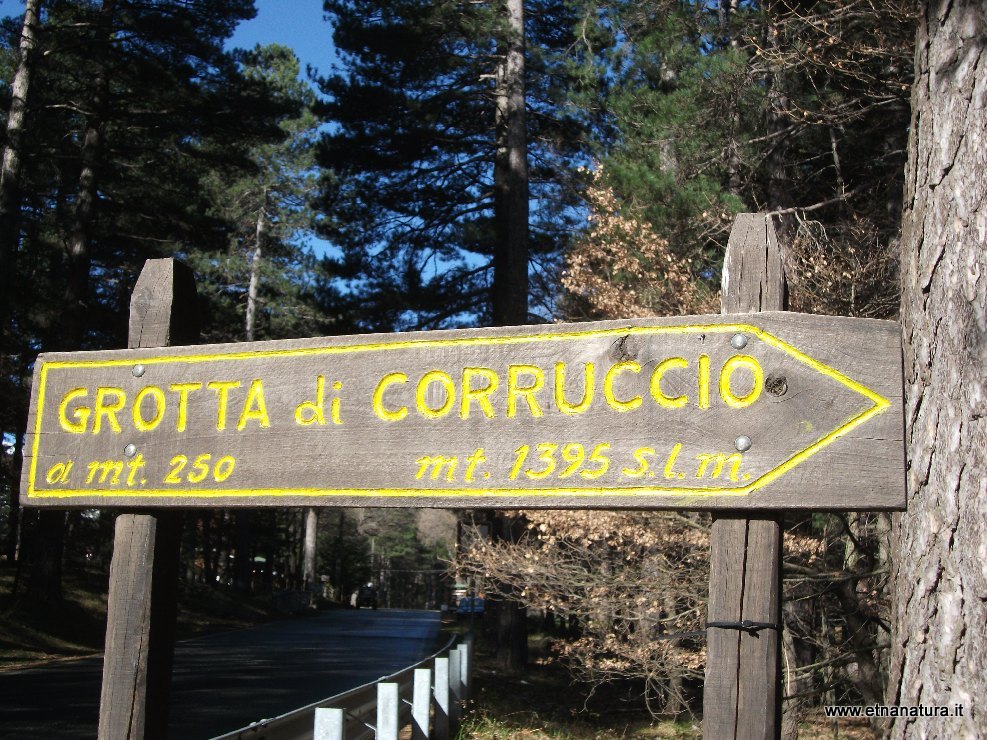 GROTTA di CORRUCCIO
a mt. 250 mt. 1395 s.l.m.
www.etnanatura.it